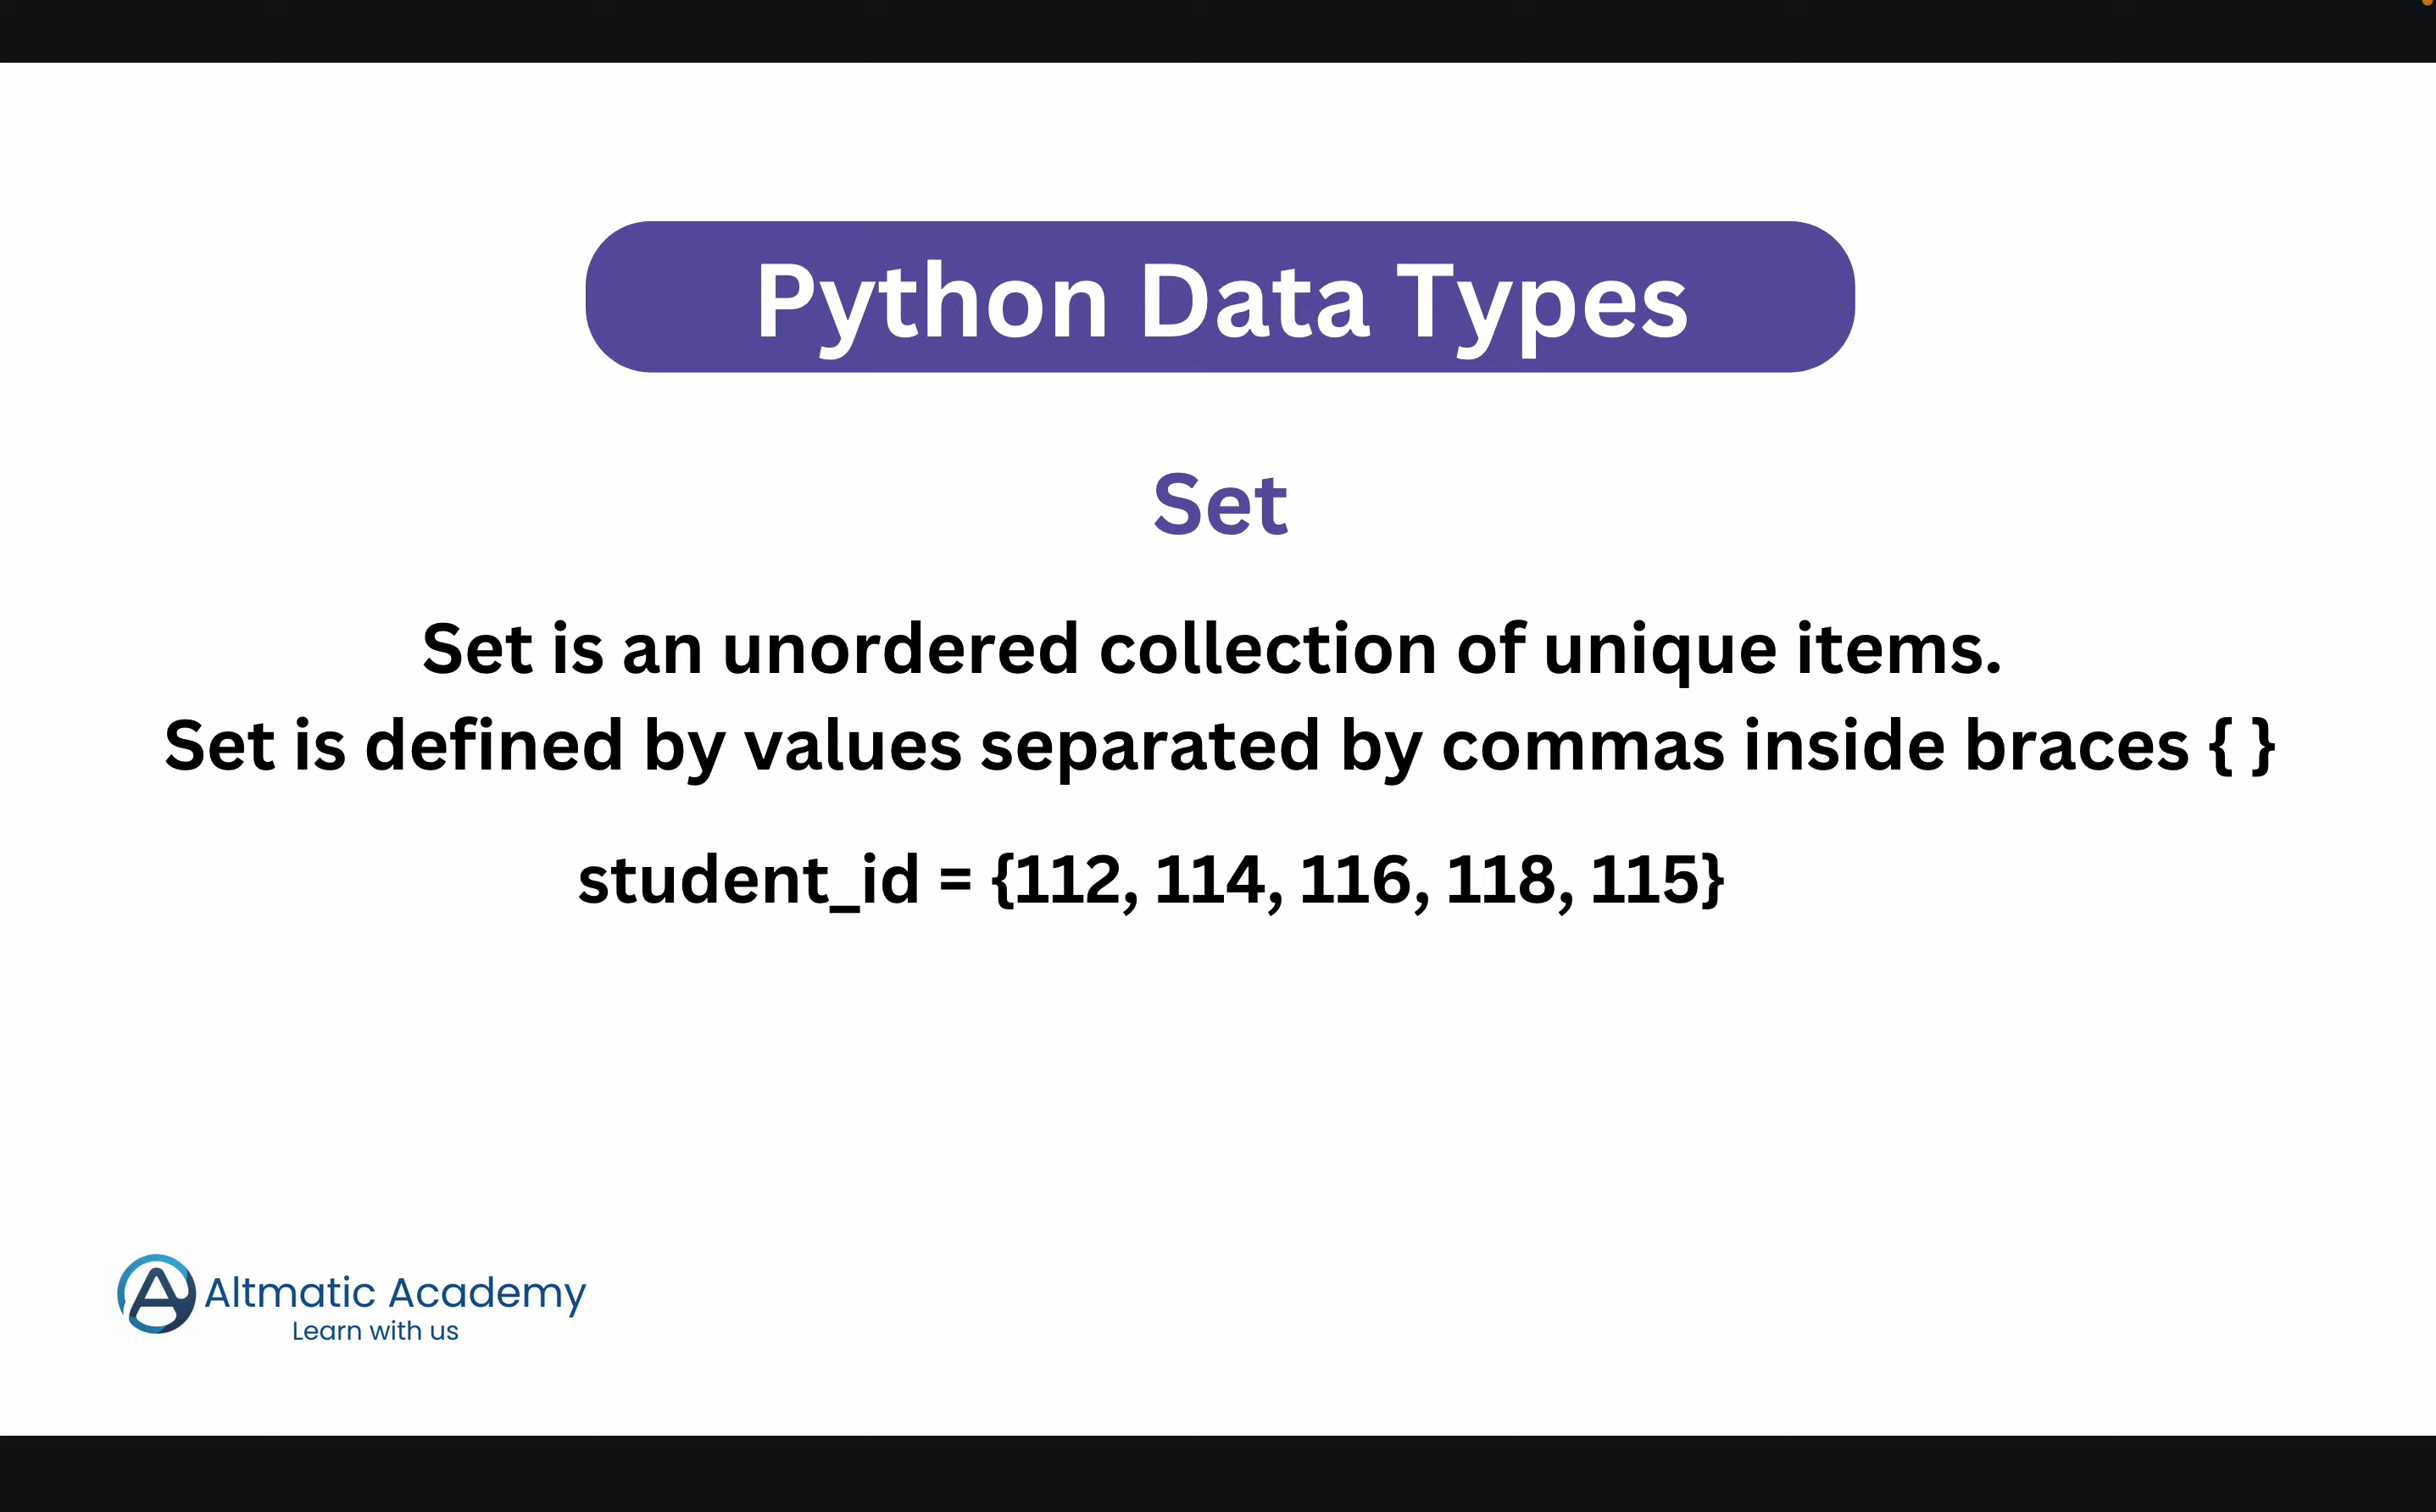 Python Data Types
Set
Set is an unordered collection of unique items.
Set is defined by values separated by commas inside braces { }
student_id = {112, 114, 116, 118, 115}
Altmatic Academy
Learn with us